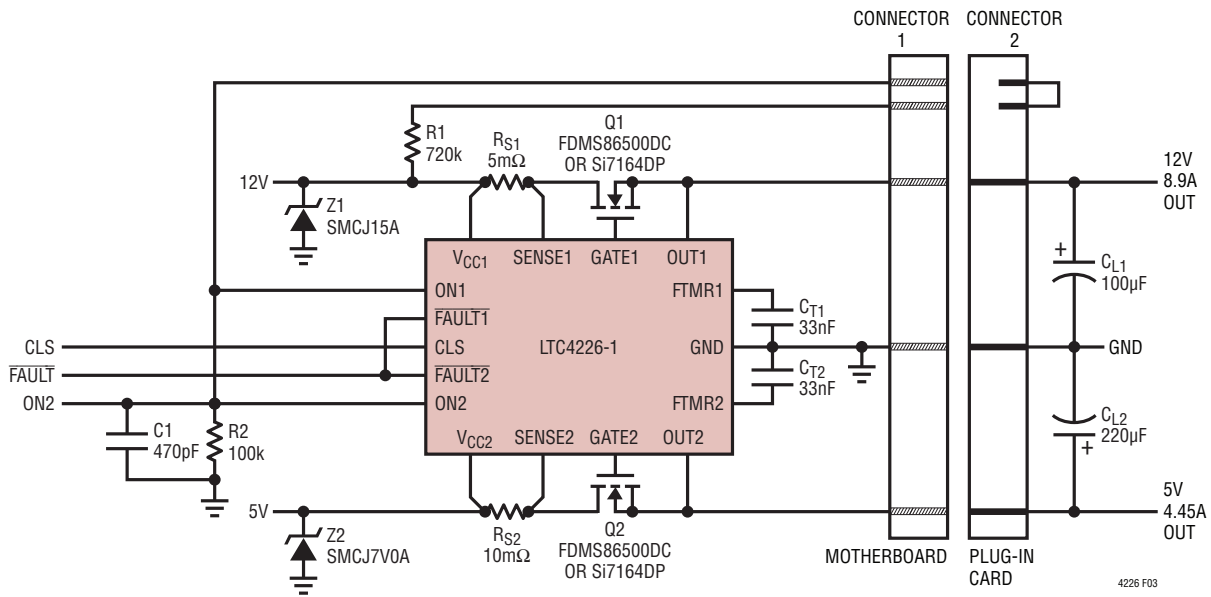 CONNECTOR
1
CONNECTOR
2
R1
720k
RS1
5mΩ
Q1
FDMS86500DC
OR Si7164DP
12V
Z1
SMCJ15A
12V
8.9A
OUT
VCC1
SENSE1
GATE1
OUT1
ON1
FAULT1
CLS
FAULT2
ON2
LTC4226-1
FTMR1
GND
FTMR2
CT1
33nF
CT2
33nF
CL1
100µF
+
GND
CL2
220µF
+
CLS
FAULT
ON2
C1
470pF
R2
100k
VCC2
SENSE2
GATE2
OUT2
5V
Z2
SMCJ7V0A
RS2
10mΩ
Q2
FDMS86500DC
OR Si7164DP
5V
4.45A
OUT
MOTHERBOARD
PLUG-IN
CARD
4226 F03